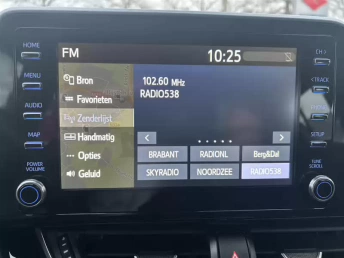 HOME
MENU
AUDIO
MAP
POWER
VOLUME
FM
10:25
Bron
Favorieten
Zenderlijst
Handmatig
Opties
Geluid
102.60 MHz
RADIO538
<
>
BRABANT
RADIONL
Berg&Dal
SKYRADIO
NOORDZEE
RADIO538
CH >
< TRACK
SETUP
TUNE
SCROLL